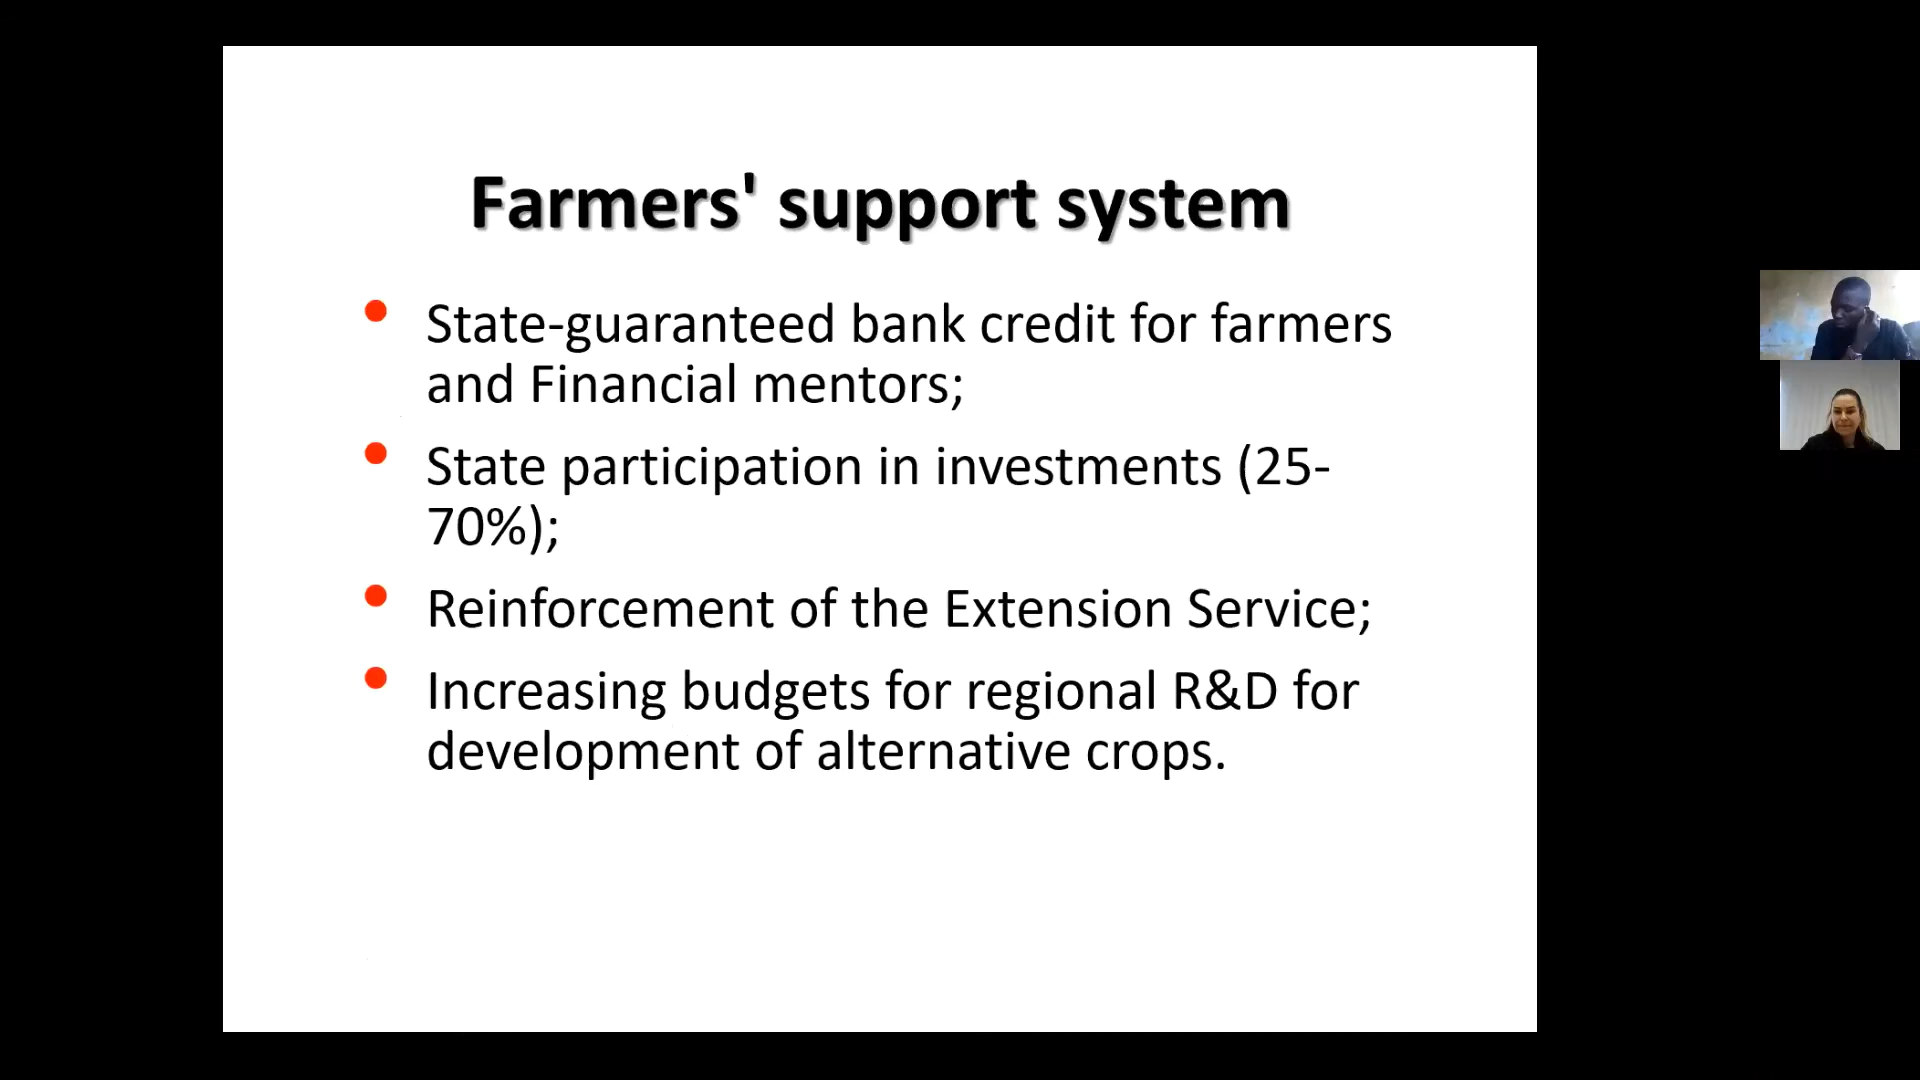 Farmers' support system
• State-guaranteed bank credit for farmers
and Financial mentors;
• State participation in investments (25-
70%);
• Reinforcement of the Extension Service;
• Increasing budgets for regional R&D for
development of alternative crops.